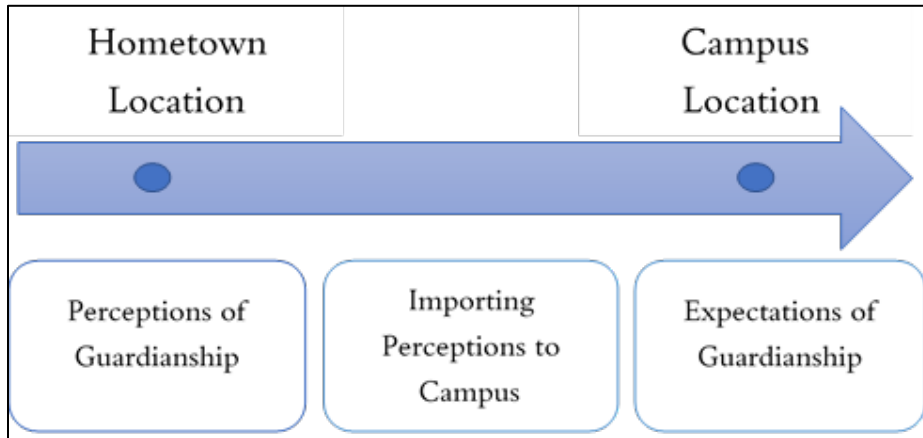 Hometown
Location
Campus
Location
Perceptions of
Guardianship
Importing
Perceptions to
Campus
Expectations of
Guardianship